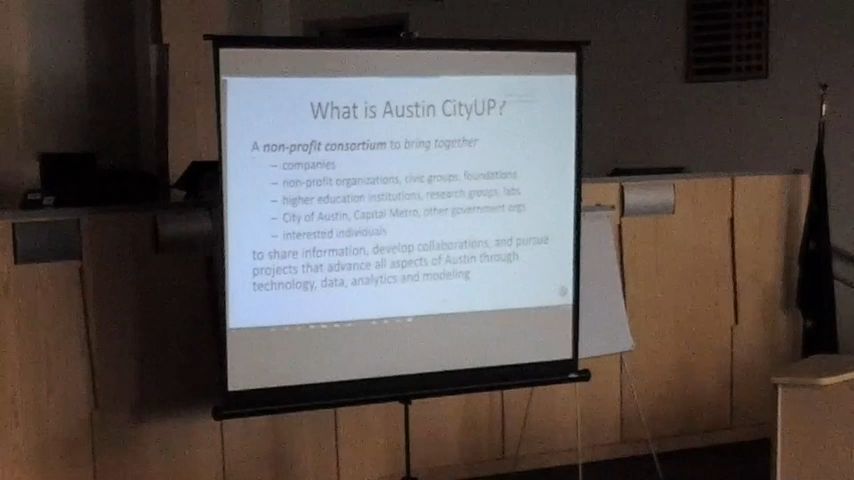 What is Austin CityUP?
A non-profit consortium to bring together
– companies
– non-profit organizations, civic groups, foundations
– higher education institutions, research groups, labs
– City of Austin, Capital Metro, other government orgs
– interested individuals
to share information, develop collaborations, and pursue
projects that advance all aspects of Austin through
technology, data, analytics and modeling